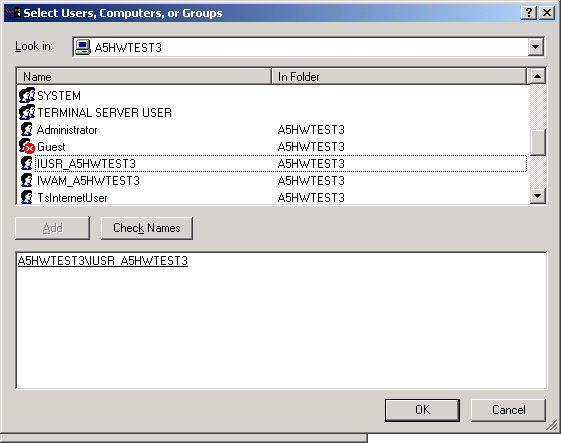 Select Users, Computers, or Groups
Look in: A5HWTEST3
Name In Folder
SYSTEM
TERMINAL SERVER USER
Administrator A5HWTEST3
Guest A5HWTEST3
IUSR_A5HWTEST3 A5HWTEST3
IWAM_A5HWTEST3 A5HWTEST3
TsInternetUser A5HWTEST3
Add Check Names
A5HWTEST3\IUSR_A5HWTEST3
OK Cancel